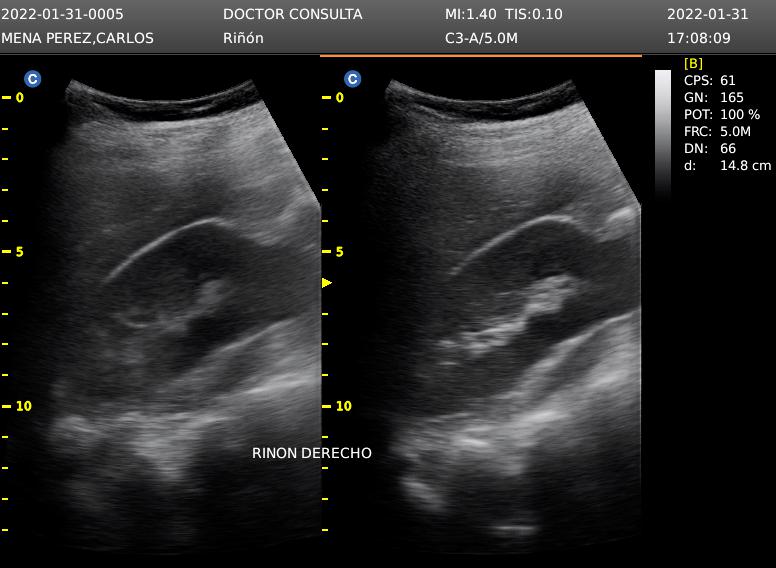 2022-01-31-0005 DOCTOR CONSULTA MI:1.40 TIS:0.10 2022-01-31
MENA PEREZ,CARLOS Riñón C3-A/5.0M 17:08:09
C C
[B]
CPS: 61
GN: 165
POT: 100 %
FRC: 5.0M
DN: 66
d: 14.8 cm
0 0
5 5
10 10
RINON DERECHO